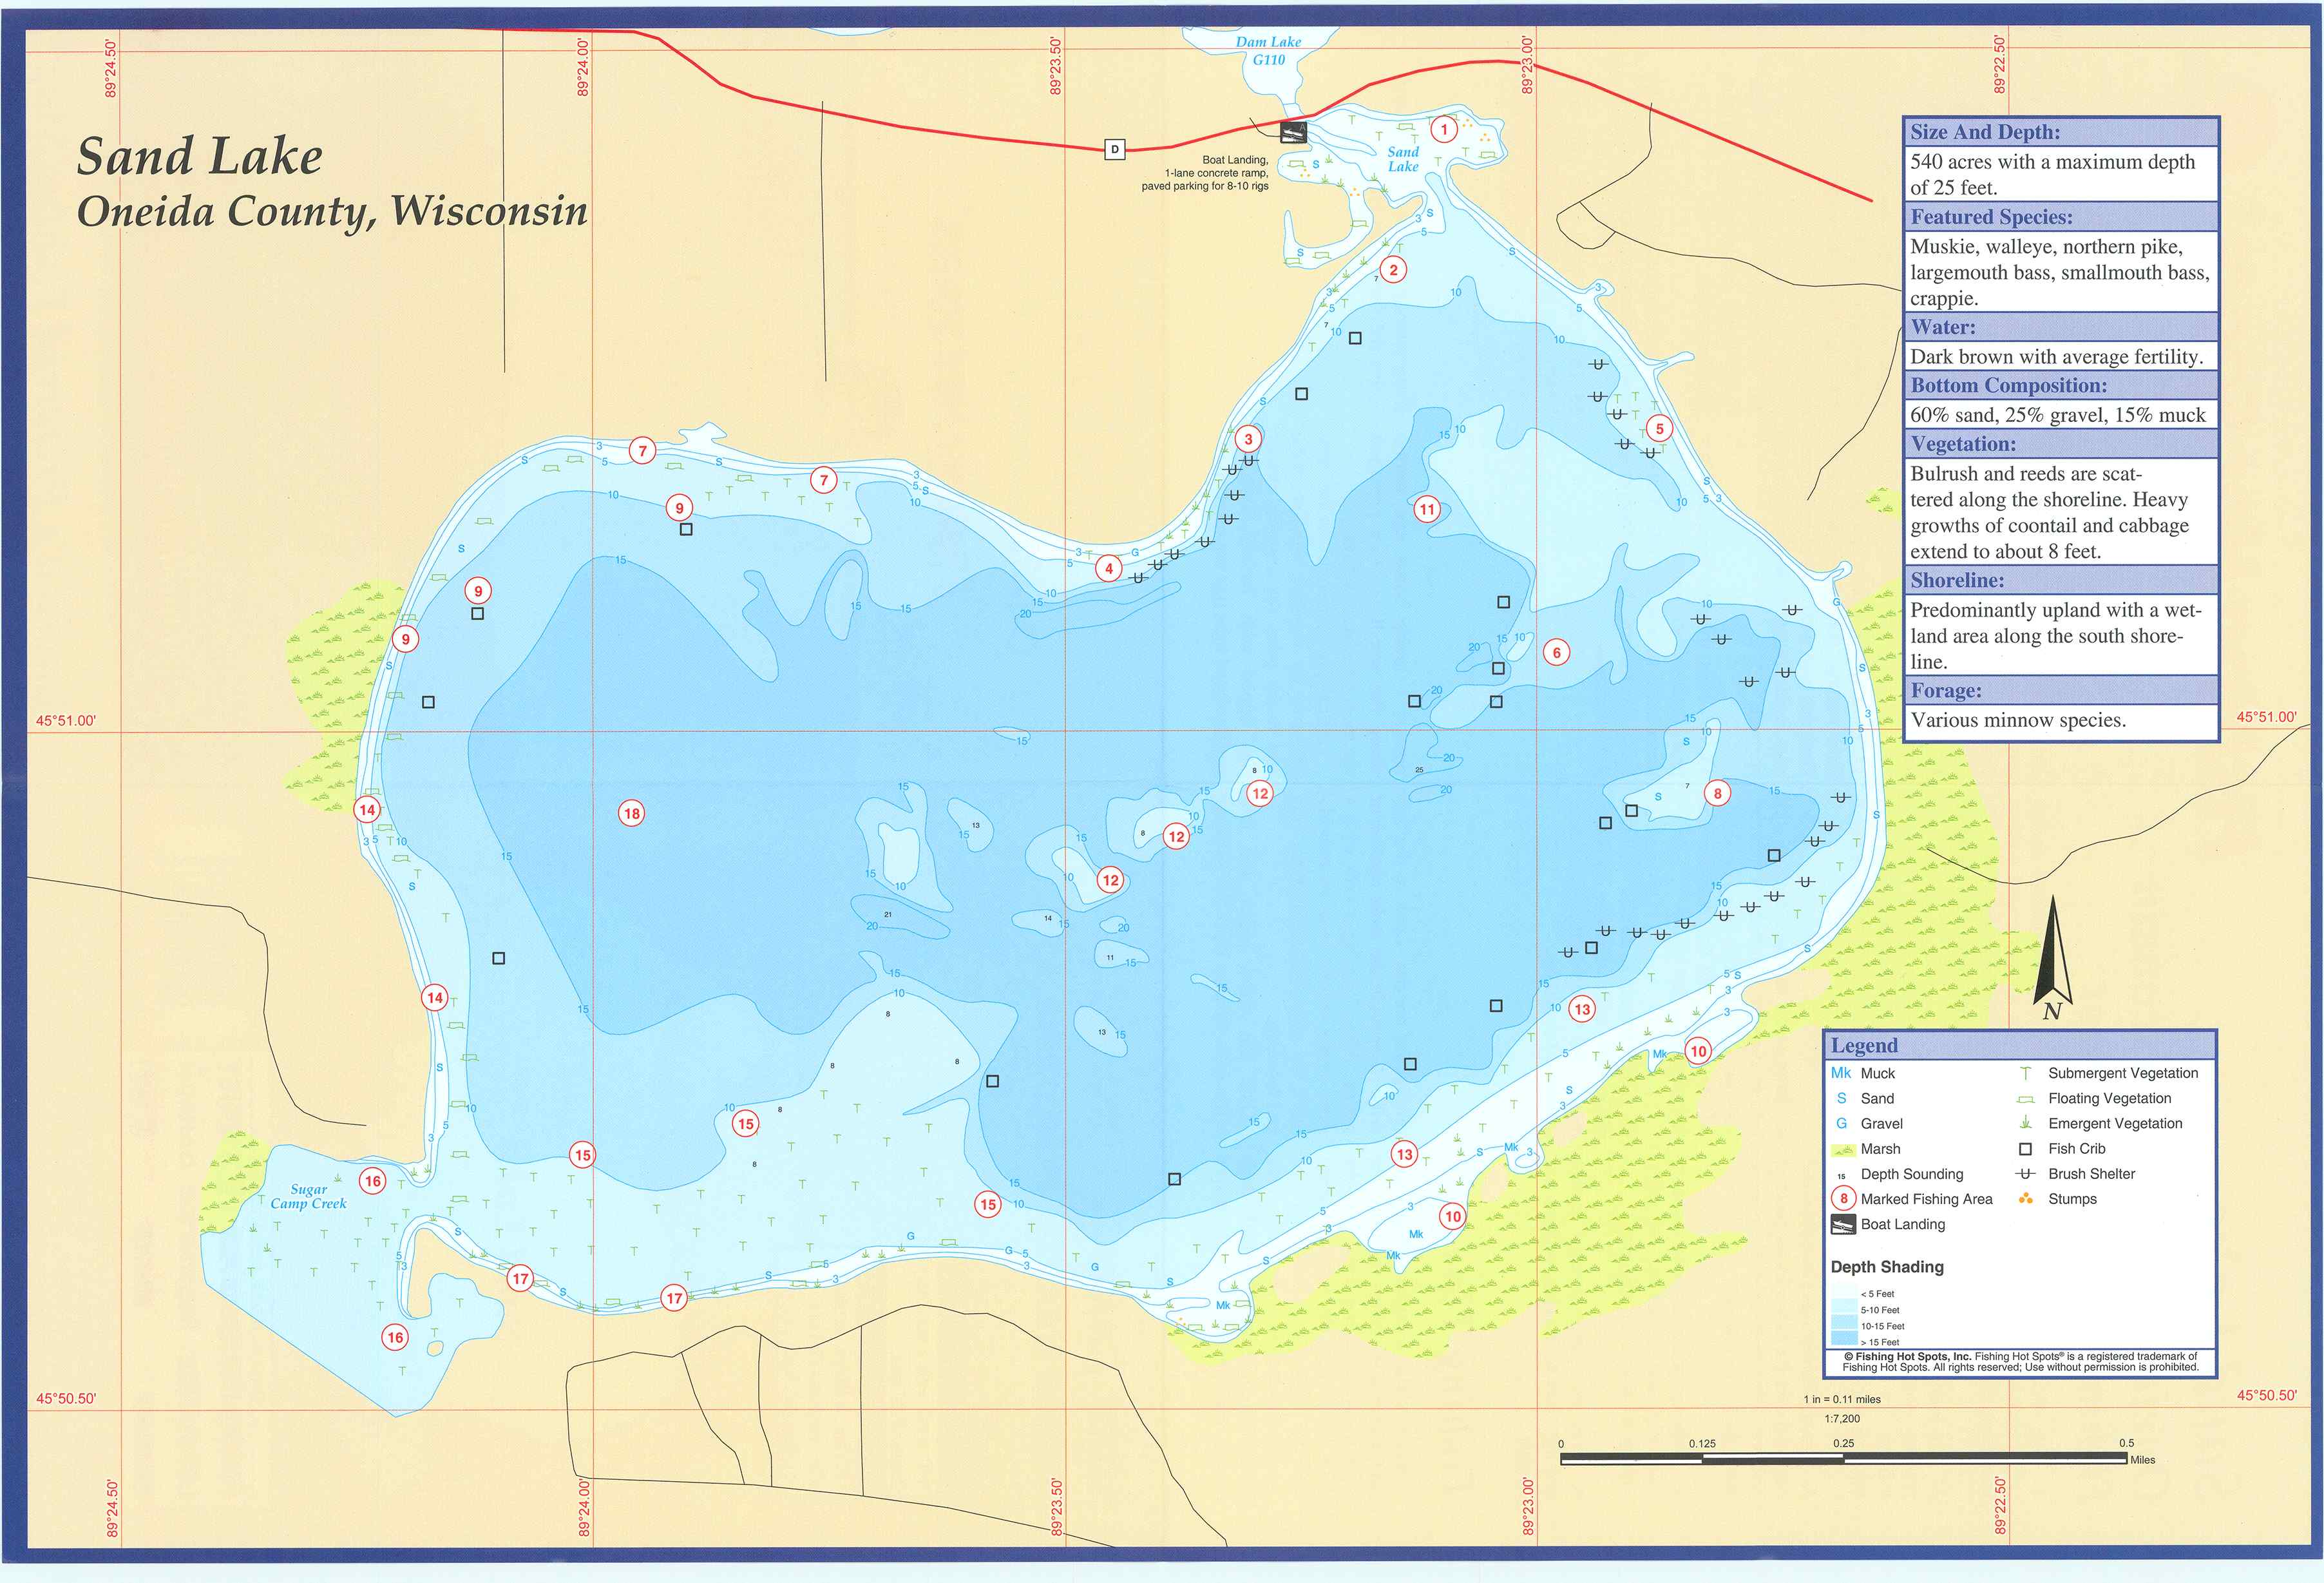 89°24.50'
89°24.00'
89°23.50'
89°23.00'
89°22.50'
Dam Lake
G110
Sand Lake
Oneida County, Wisconsin
D
Boat Landing,
1-lane concrete ramp,
paved parking for 8-10 rigs
Sand
Lake
1
2
3
4
5
6
7
7
8
9
9
9
10
10
11
12
12
12
13
13
14
14
15
15
15
16
16
17
17
18
Sugar
Camp Creek
45°51.00'
45°51.00'
45°50.50'
45°50.50'
Size And Depth:
540 acres with a maximum depth
of 25 feet.
Featured Species:
Muskie, walleye, northern pike,
largemouth bass, smallmouth bass,
crappie.
Water:
Dark brown with average fertility.
Bottom Composition:
60% sand, 25% gravel, 15% muck
Vegetation:
Bulrush and reeds are scat-
tered along the shoreline. Heavy
growths of coontail and cabbage
extend to about 8 feet.
Shoreline:
Predominantly upland with a wet-
land area along the south shore-
line.
Forage:
Various minnow species.
N
Legend
Mk Muck
S Sand
G Gravel
Marsh
15 Depth Sounding
8 Marked Fishing Area
Boat Landing
Submergent Vegetation
Floating Vegetation
Emergent Vegetation
Fish Crib
Brush Shelter
Stumps
Depth Shading
< 5 Feet
5-10 Feet
10-15 Feet
> 15 Feet
© Fishing Hot Spots, Inc. Fishing Hot Spots® is a registered trademark of
Fishing Hot Spots. All rights reserved; Use without permission is prohibited.
1 in = 0.11 miles
1:7,200
0 0.125 0.25 0.5
Miles
89°24.50'
89°24.00'
89°23.50'
89°23.00'
89°22.50'